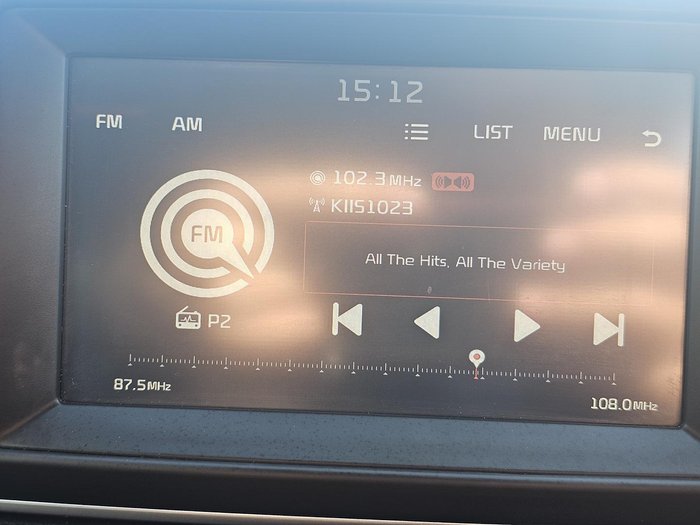 15:12
FM AM LIST MENU
102.3MHz
KIIS1023
FM
All The Hits, All The Variety
P2
87.5MHz
108.0MHz